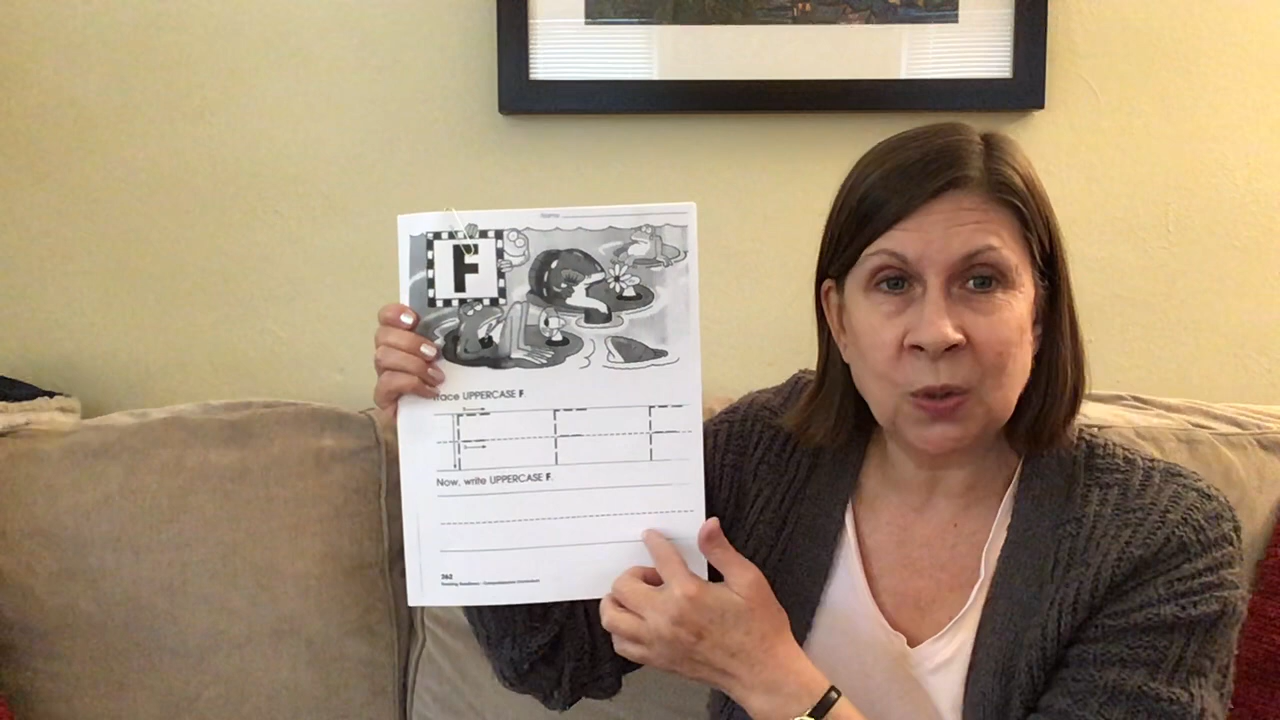 Name
F
Trace UPPERCASE F.
Now, write UPPERCASE F.
262